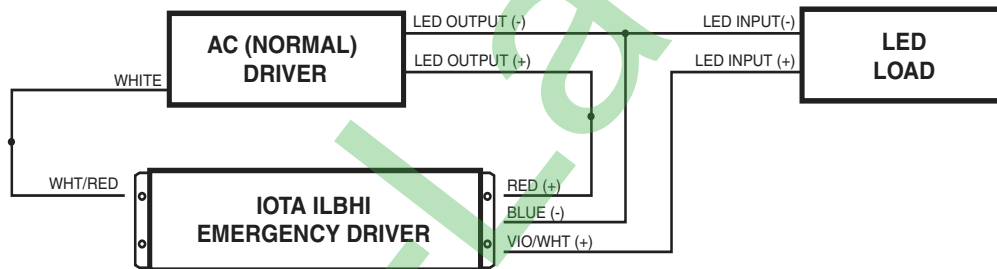 AC (NORMAL)
DRIVER
LED OUTPUT (-)
LED OUTPUT (+)
LED INPUT(-)
LED INPUT (+)
LED
LOAD
WHITE
WHT/RED
IOTA ILBHI
EMERGENCY DRIVER
RED (+)
BLUE (-)
VIO/WHT (+)